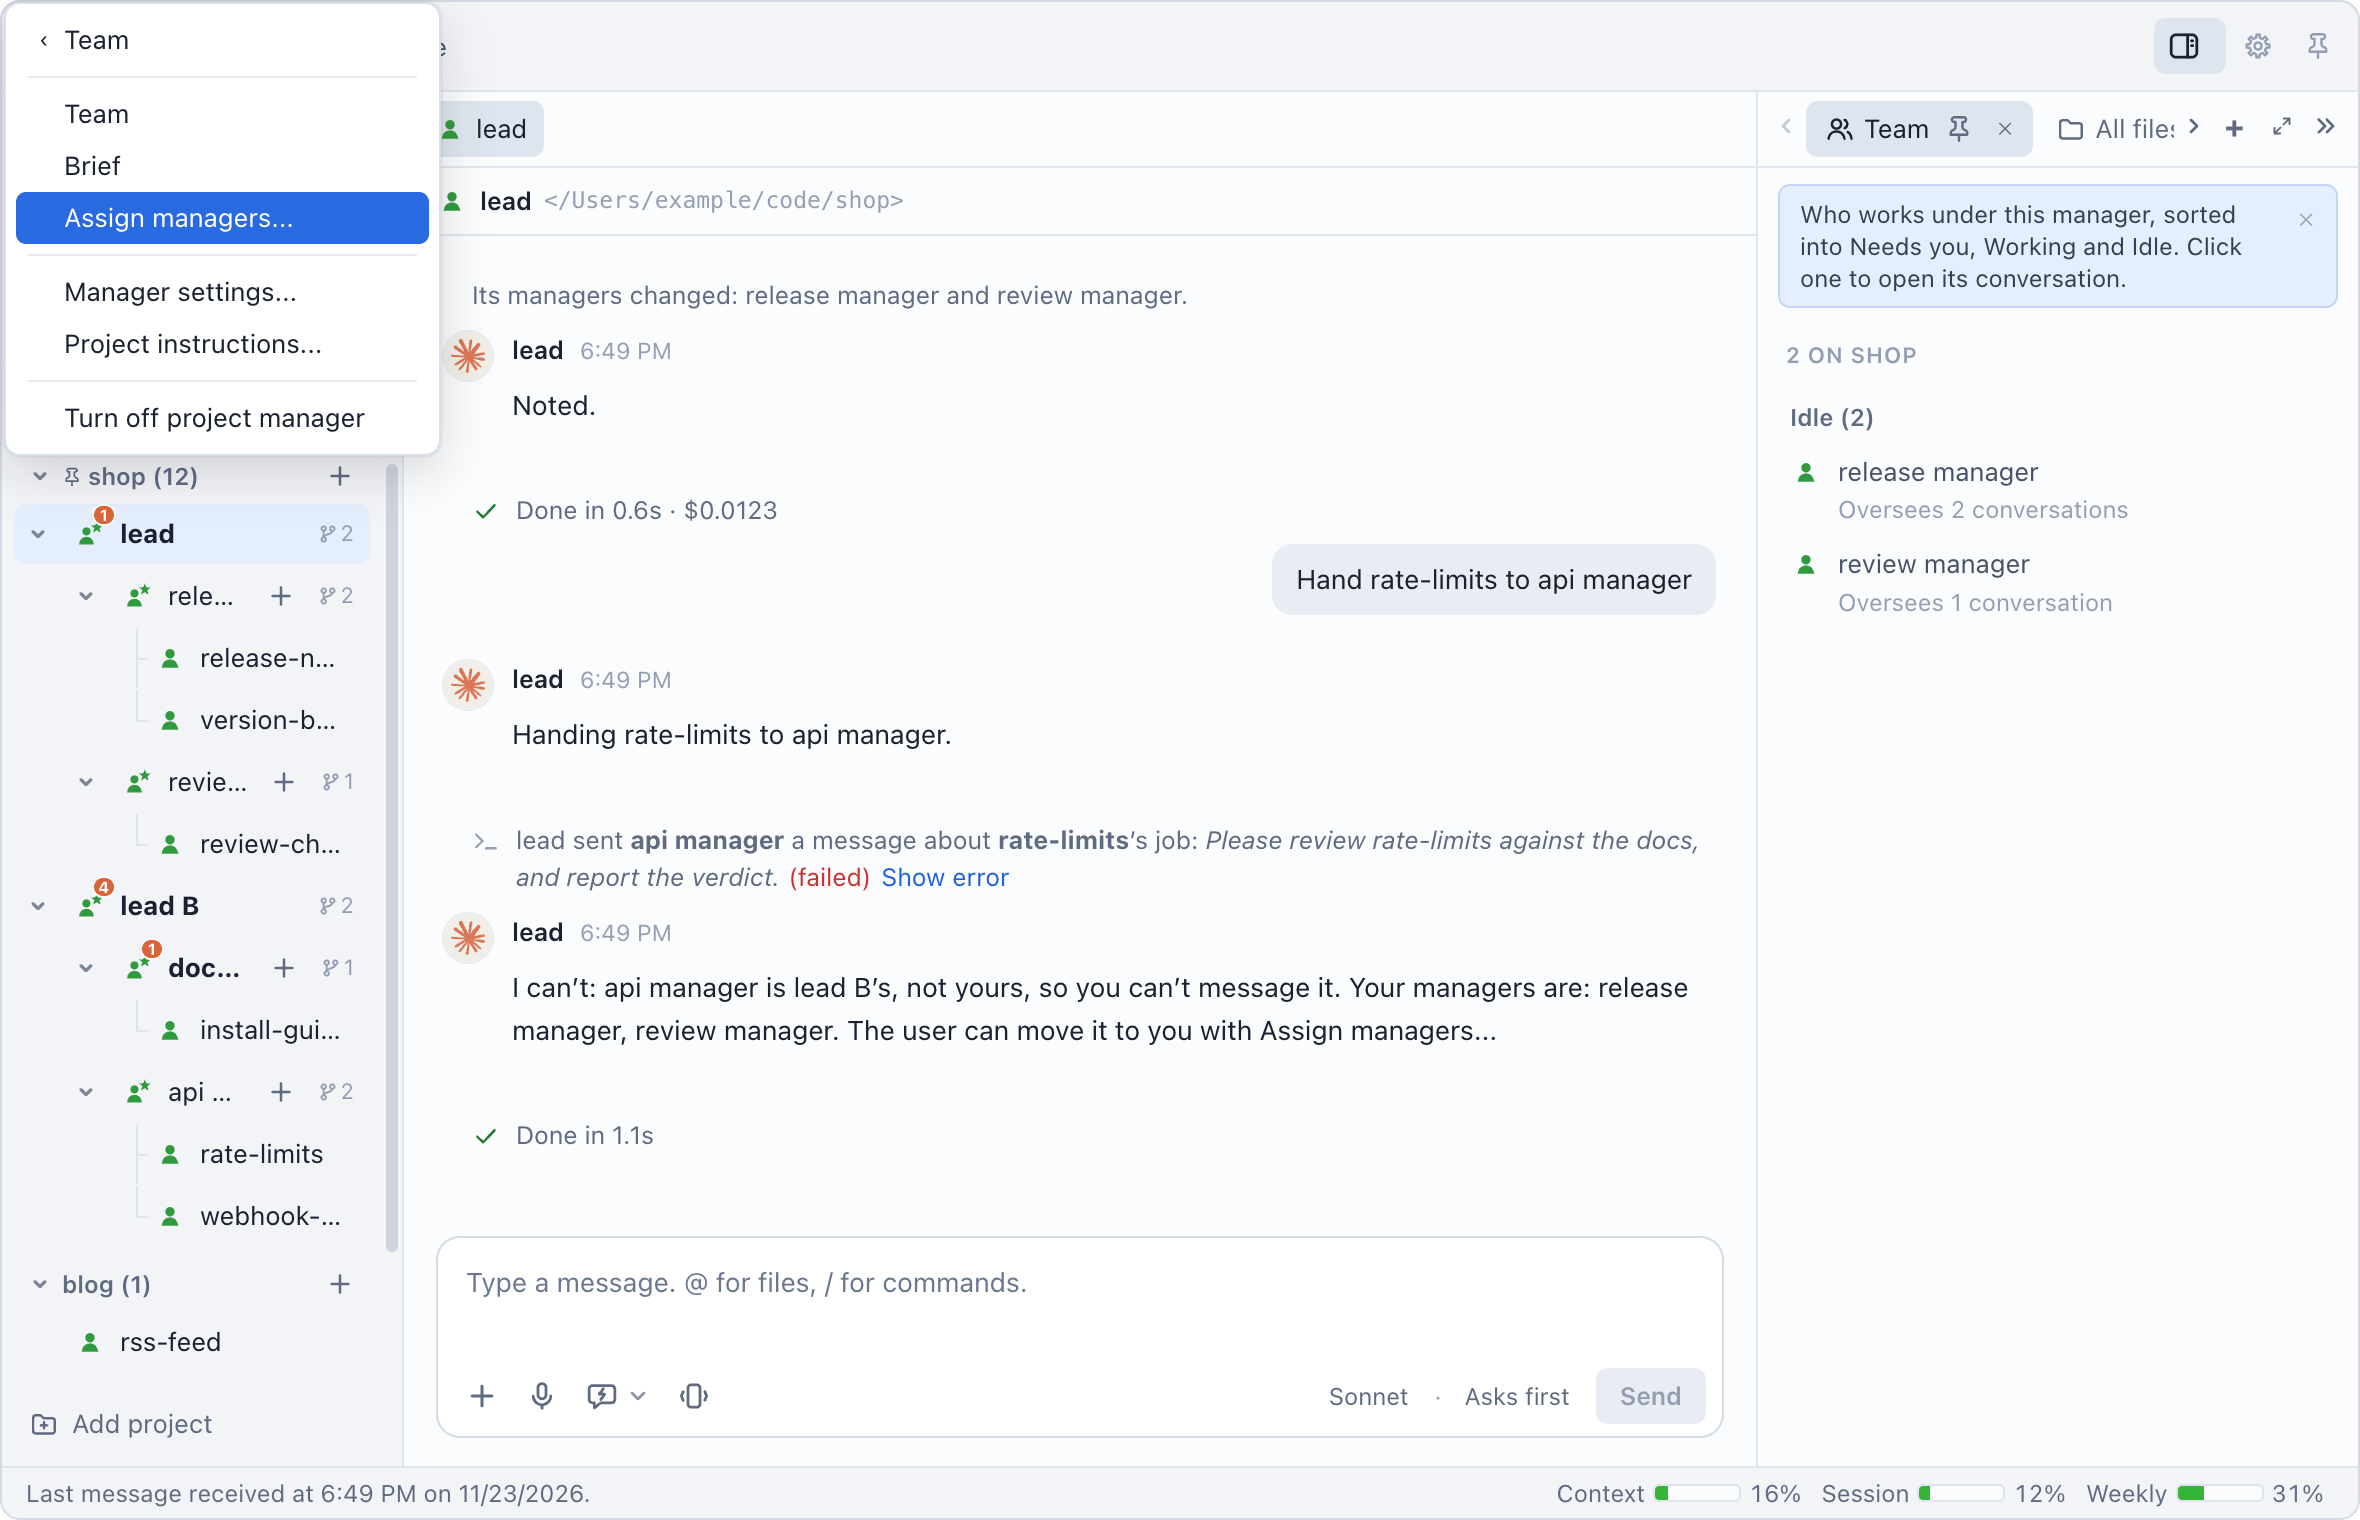 Team
Team
Brief
Assign managers...
Manager settings...
Project instructions...
Turn off project manager
shop (12)
1
lead
2
rele...
2
release-n...
version-b...
revie...
1
review-ch...
4
lead B
2
1
doc...
1
install-gui...
api ...
2
rate-limits
webhook-...
blog (1)
rss-feed
Add project
lead
lead </Users/example/code/shop>
Its managers changed: release manager and review manager.
lead 6:49 PM
Noted.
Done in 0.6s · $0.0123
Hand rate-limits to api manager
lead 6:49 PM
Handing rate-limits to api manager.
lead sent api manager a message about rate-limits’s job: Please review rate-limits against the docs,
and report the verdict. (failed) Show error
lead 6:49 PM
I can’t: api manager is lead B’s, not yours, so you can’t message it. Your managers are: release
manager, review manager. The user can move it to you with Assign managers...
Done in 1.1s
Type a message. @ for files, / for commands.
Sonnet · Asks first Send
Team
All files
Who works under this manager, sorted
into Needs you, Working and Idle. Click
one to open its conversation.
2 ON SHOP
Idle (2)
release manager
Oversees 2 conversations
review manager
Oversees 1 conversation
Last message received at 6:49 PM on 11/23/2026.
Context 16% Session 12% Weekly 31%